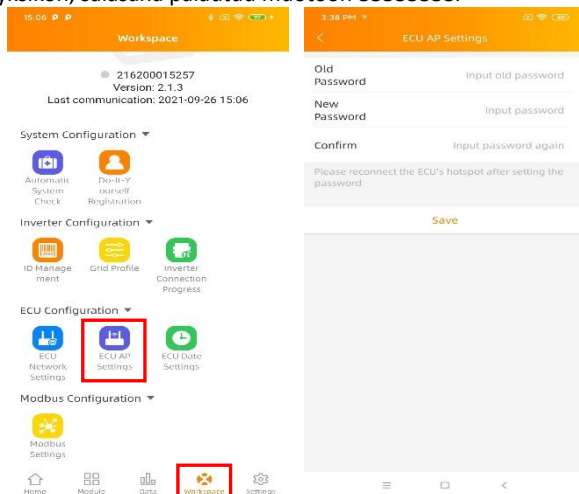 15:06
Workspace
216200015257
Version: 2.1.3
Last communication: 2021-09-26 15:06
System Configuration
Automatic
System
Check
Do-It-Y
ourself
Registration
Inverter Configuration
ID Manage
ment
Grid Profile
Inverter
Connection
Progress
ECU Configuration
ECU
Network
Settings
ECU AP
Settings
ECU Date
Settings
Modbus Configuration
Modbus
Settings
Home
Module
Data
Workspace
Settings
3:38 PM
ECU AP Settings
Old
Password
Input old password
New
Password
Input password
Confirm
Input password again
Please reconnect the ECU's hotspot after setting the
password
Save